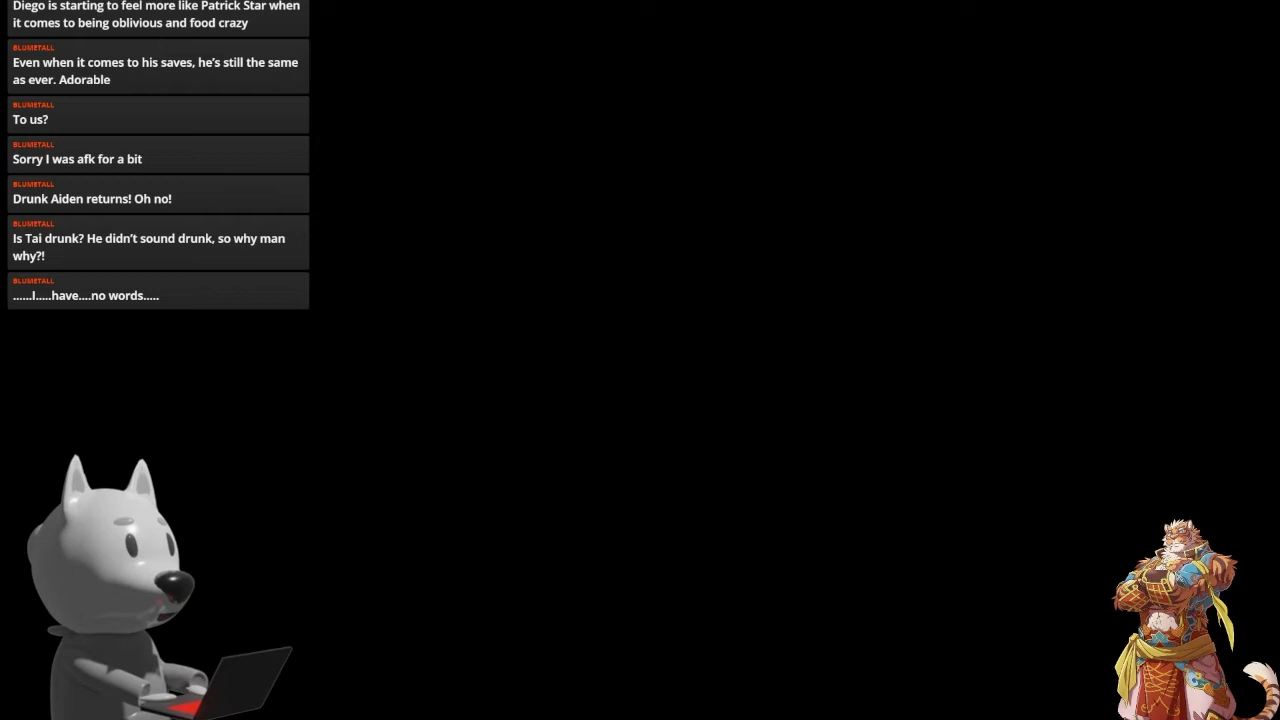 Diego is starting to feel more like Patrick Star when
it comes to being oblivious and food crazy
BLUMETALL
Even when it comes to his saves, he’s still the same
as ever. Adorable
BLUMETALL
To us?
BLUMETALL
Sorry I was afk for a bit
BLUMETALL
Drunk Aiden returns! Oh no!
BLUMETALL
Is Tai drunk? He didn’t sound drunk, so why man
why?!
BLUMETALL
......I.....have....no words.....